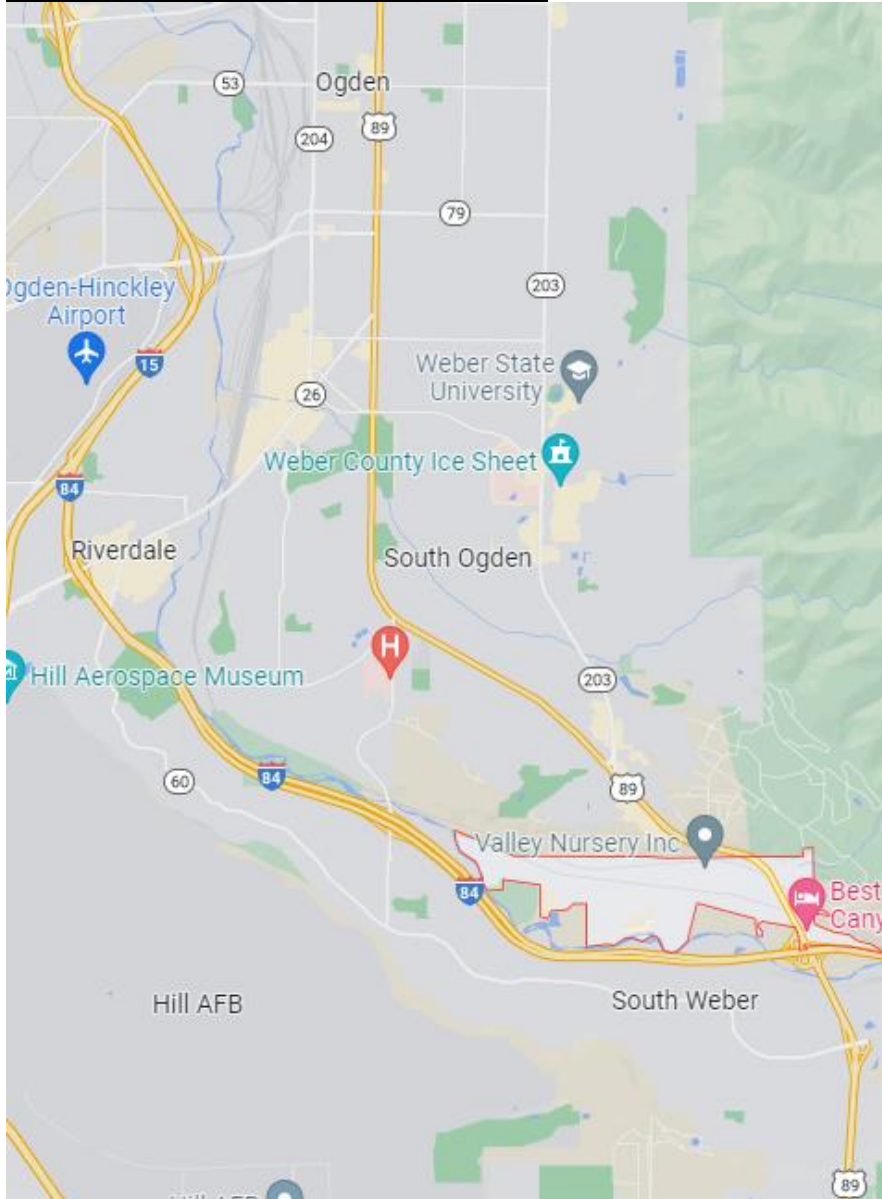 Ogden
53
89
204
79
203
Ogden-Hinckley
Airport
15
Weber State
University
26
Weber County Ice Sheet
84
Riverdale
South Ogden
H
Hill Aerospace Museum
203
60
84
89
Valley Nursery Inc
84
Best
Cany
Hill AFB
South Weber
89